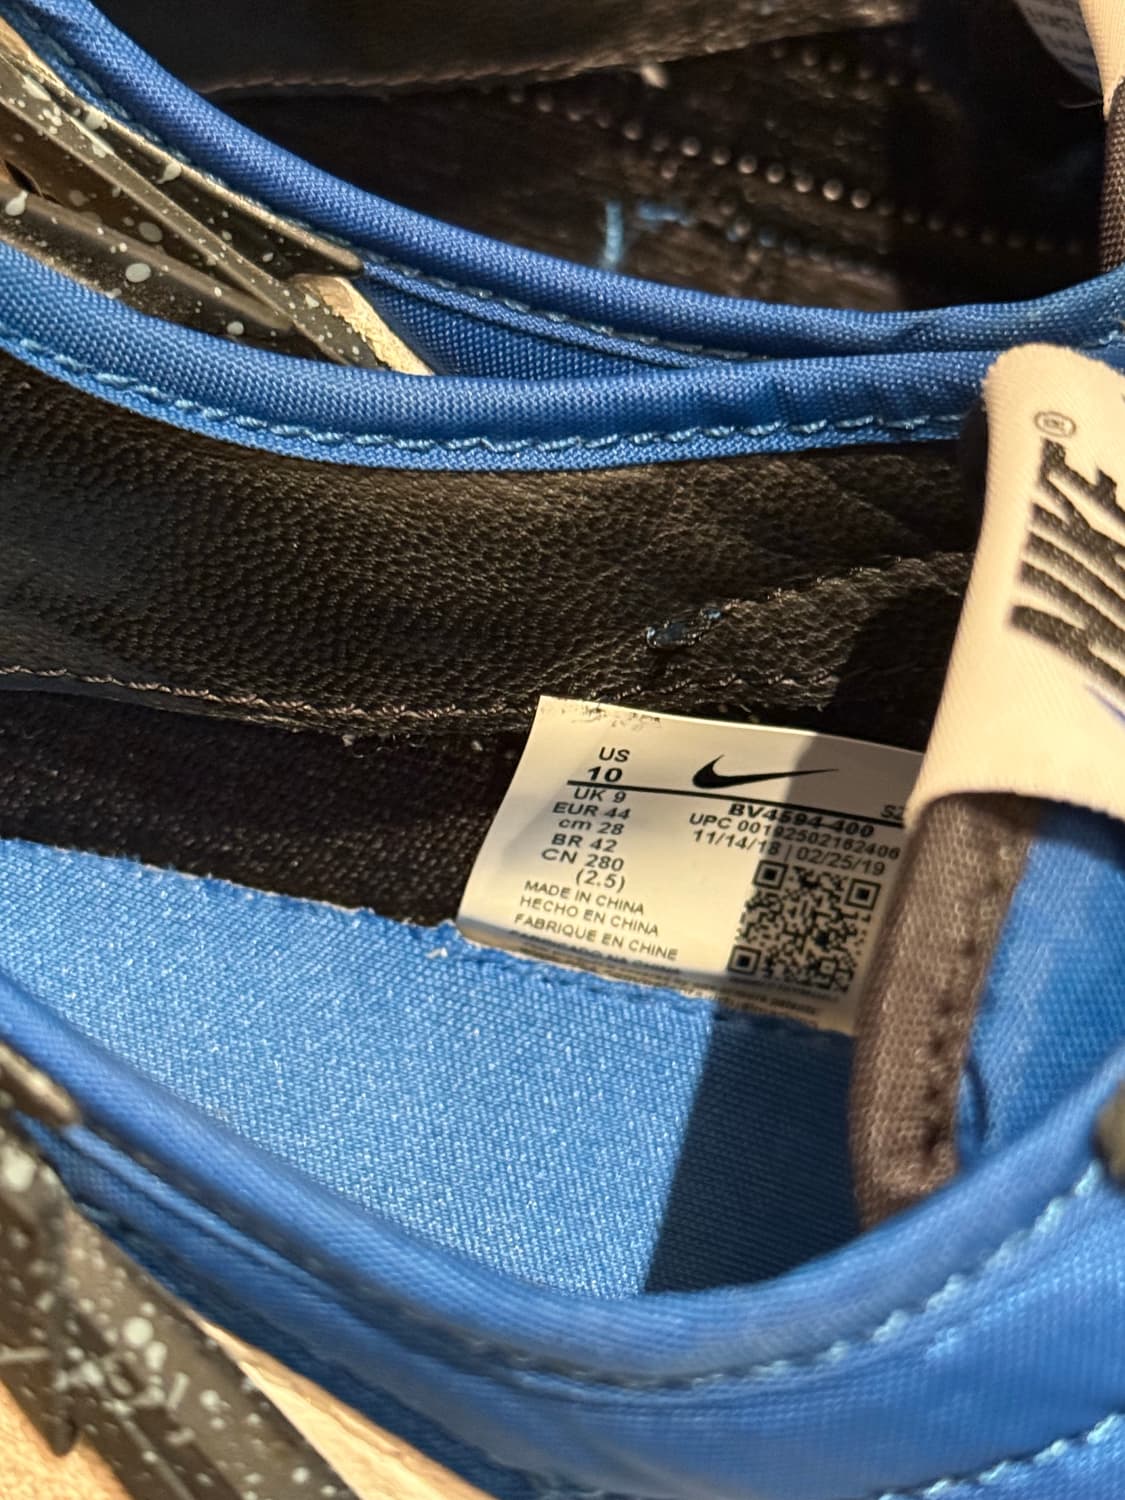 NIKE®
US
10
UK 9
EUR 44
cm 28
BR 42
CN 280
(2.5)
BV4594-400
UPC 00192502162406
11/14/18 | 02/25/19
MADE IN CHINA
HECHO EN CHINA
FABRIQUE EN CHINE